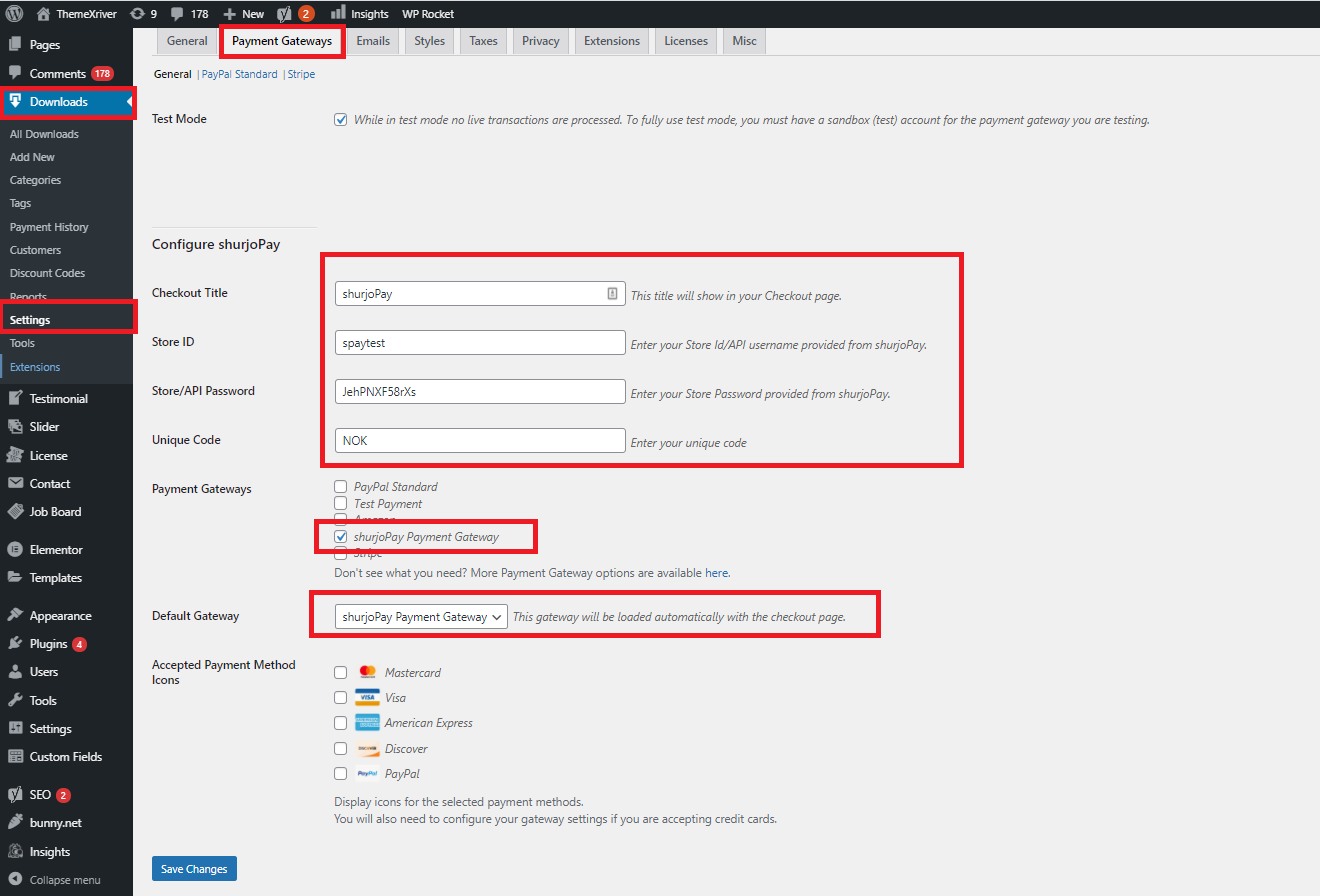 ThemeXriver 9 178 New 2 Insights WP Rocket
General Payment Gateways Emails Styles Taxes Privacy Extensions Licenses Misc
General | PayPal Standard | Stripe
Pages
Comments 178
Downloads
All Downloads
Add New
Categories
Tags
Payment History
Customers
Discount Codes
Reports
Settings
Tools
Extensions
Testimonial
Slider
License
Contact
Job Board
Elementor
Templates
Appearance
Plugins 4
Users
Tools
Settings
Custom Fields
SEO 2
bunny.net
Insights
Collapse menu
Test Mode While in test mode no live transactions are processed. To fully use test mode, you must have a sandbox (test) account for the payment gateway you are testing.
Configure shurjoPay
Checkout Title shurjoPay This title will show in your Checkout page.
Store ID spaytest Enter your Store Id/API username provided from shurjoPay.
Store/API Password JehPNXF58rXs Enter your Store Password provided from shurjoPay.
Unique Code NOK Enter your unique code
Payment Gateways PayPal Standard
Test Payment
Amazon
shurjoPay Payment Gateway
Stripe
Don't see what you need? More Payment Gateway options are available here.
Default Gateway shurjoPay Payment Gateway This gateway will be loaded automatically with the checkout page.
Accepted Payment Method
Icons
Mastercard
VISA Visa
American Express
Discover
PayPal PayPal
Display icons for the selected payment methods.
You will also need to configure your gateway settings if you are accepting credit cards.
Save Changes